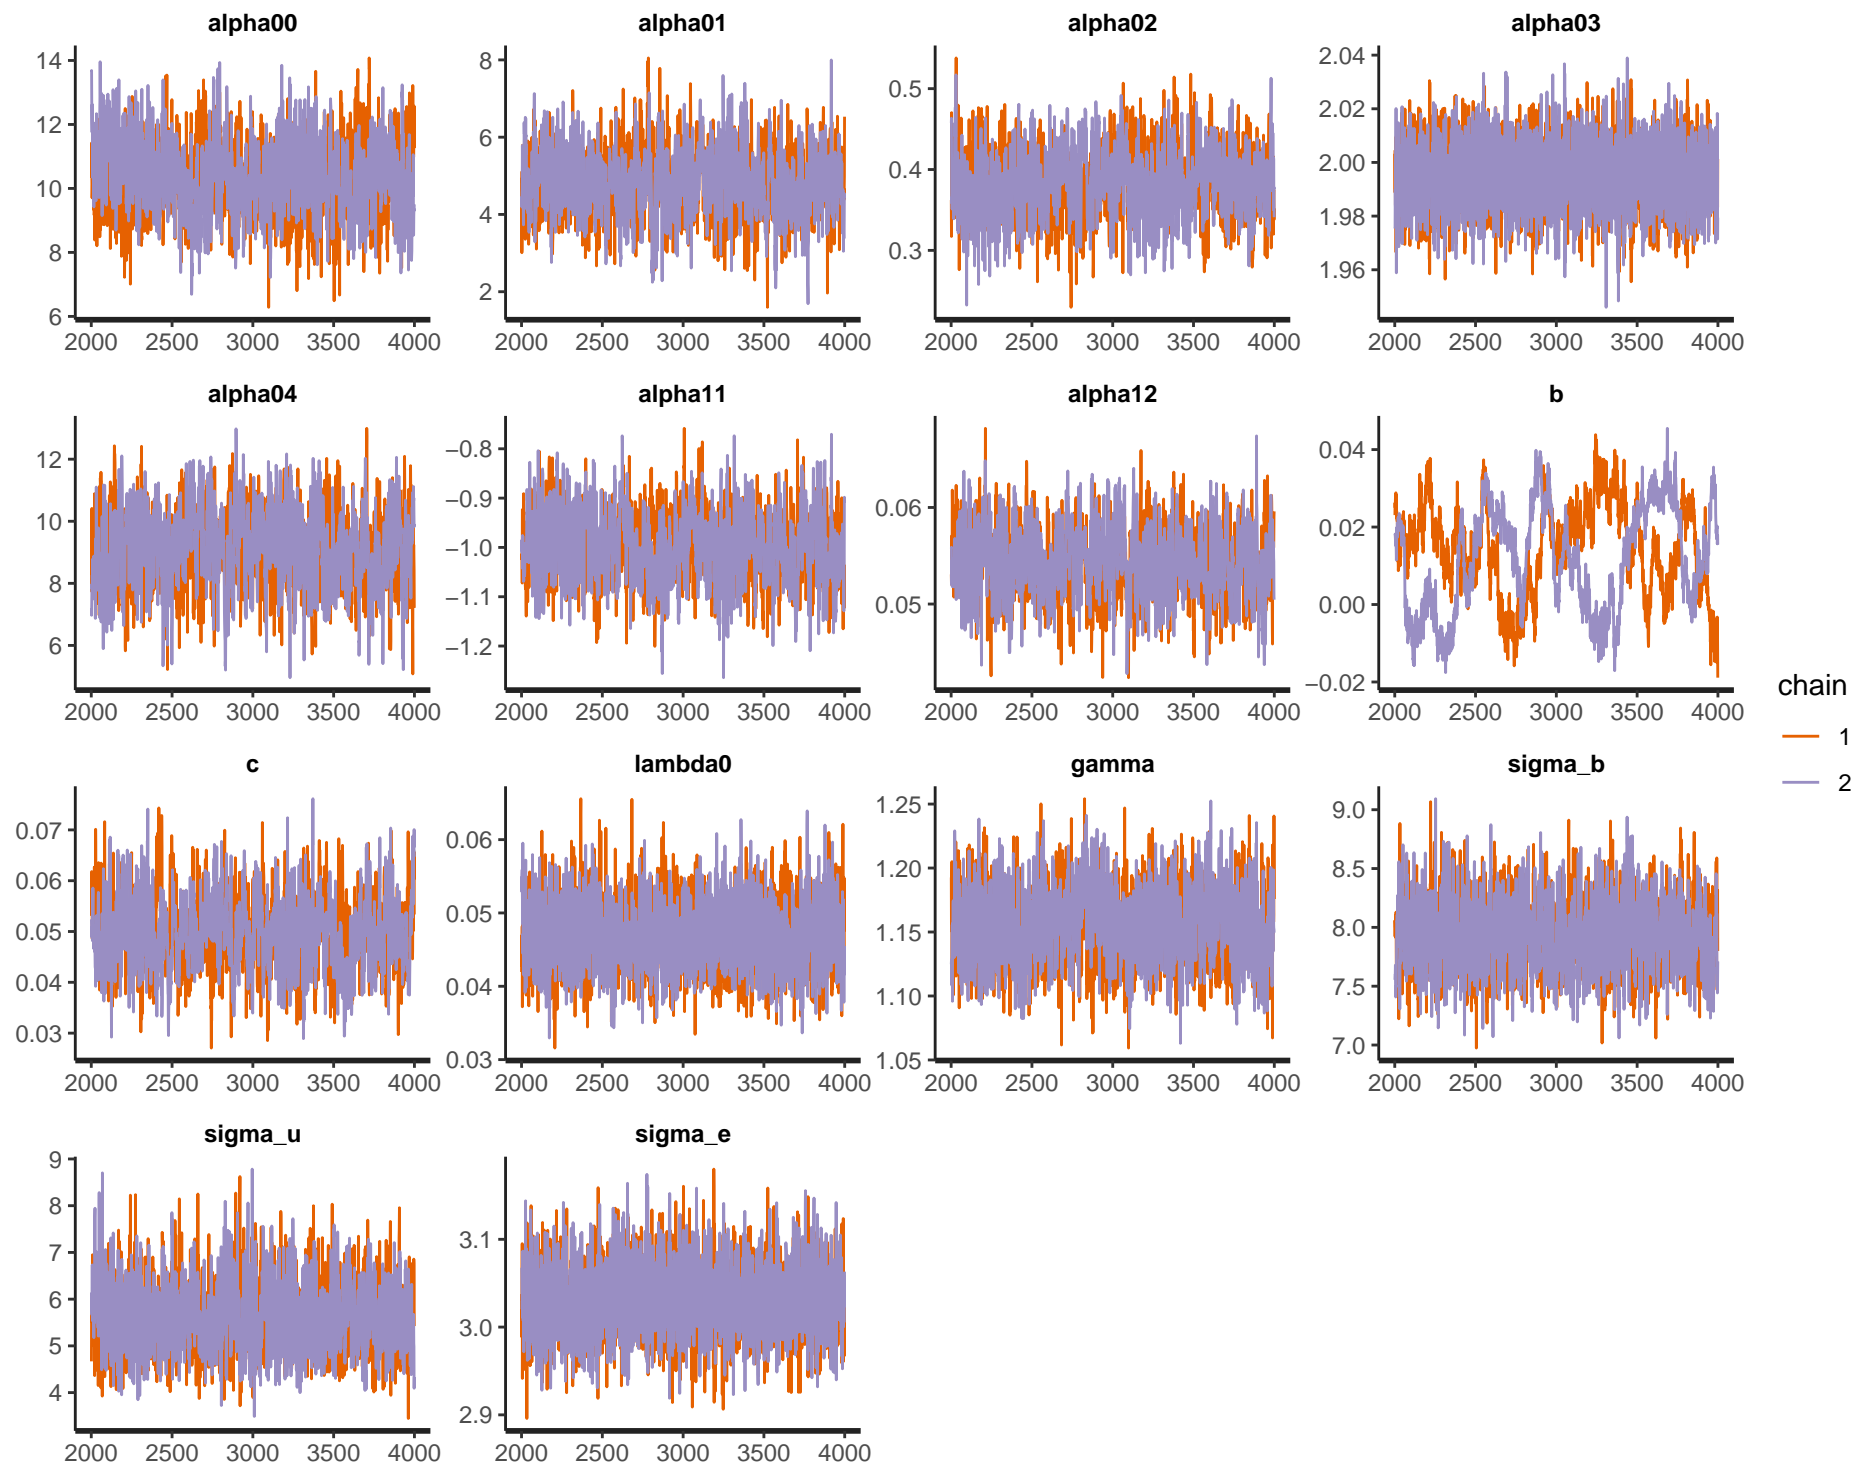 alpha00 alpha01 alpha02 alpha03
14 12 10 8 6
8 6 4 2
0.5 0.4 0.3
2.04 2.02 2.00 1.98 1.96
2000 2500 3000 3500 4000 2000 2500 3000 3500 4000 2000 2500 3000 3500 4000 2000 2500 3000 3500 4000
alpha04 alpha11 alpha12 b
12 10 8 6
−0.8 −0.9 −1.0 −1.1 −1.2
0.06 0.05
0.04 0.02 0.00 −0.02
2000 2500 3000 3500 4000 2000 2500 3000 3500 4000 2000 2500 3000 3500 4000 2000 2500 3000 3500 4000
c lambda0 gamma sigma_b
0.07 0.06 0.05 0.04 0.03
0.06 0.05 0.04 0.03
1.25 1.20 1.15 1.10 1.05
9.0 8.5 8.0 7.5 7.0
2000 2500 3000 3500 4000 2000 2500 3000 3500 4000 2000 2500 3000 3500 4000 2000 2500 3000 3500 4000
sigma_u sigma_e
9 8 7 6 5 4
3.1 3.0 2.9
2000 2500 3000 3500 4000 2000 2500 3000 3500 4000
chain
1
2